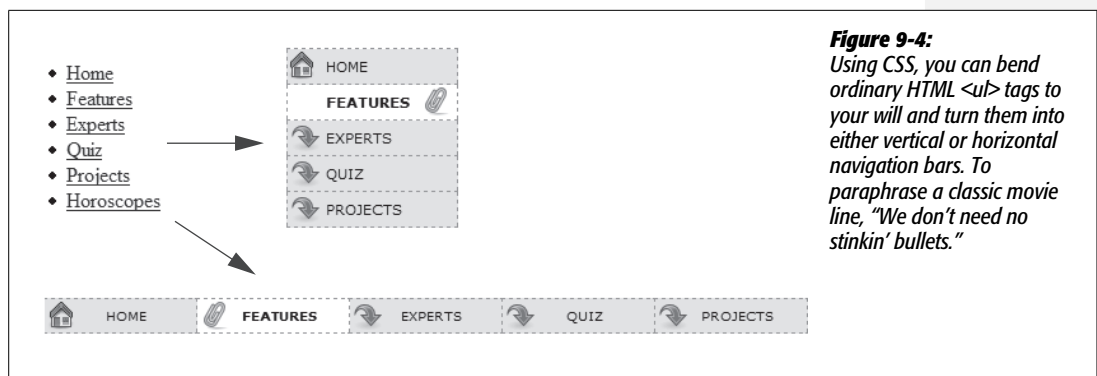 Home
Features
Experts
Quiz
Projects
Horoscopes
HOME
FEATURES
EXPERTS
QUIZ
PROJECTS
HOME
FEATURES
EXPERTS
QUIZ
PROJECTS
Figure 9-4:
Using CSS, you can bend
ordinary HTML <ul> tags to
your will and turn them into
either vertical or horizontal
navigation bars. To
paraphrase a classic movie
line, “We don’t need no
stinkin’ bullets.”